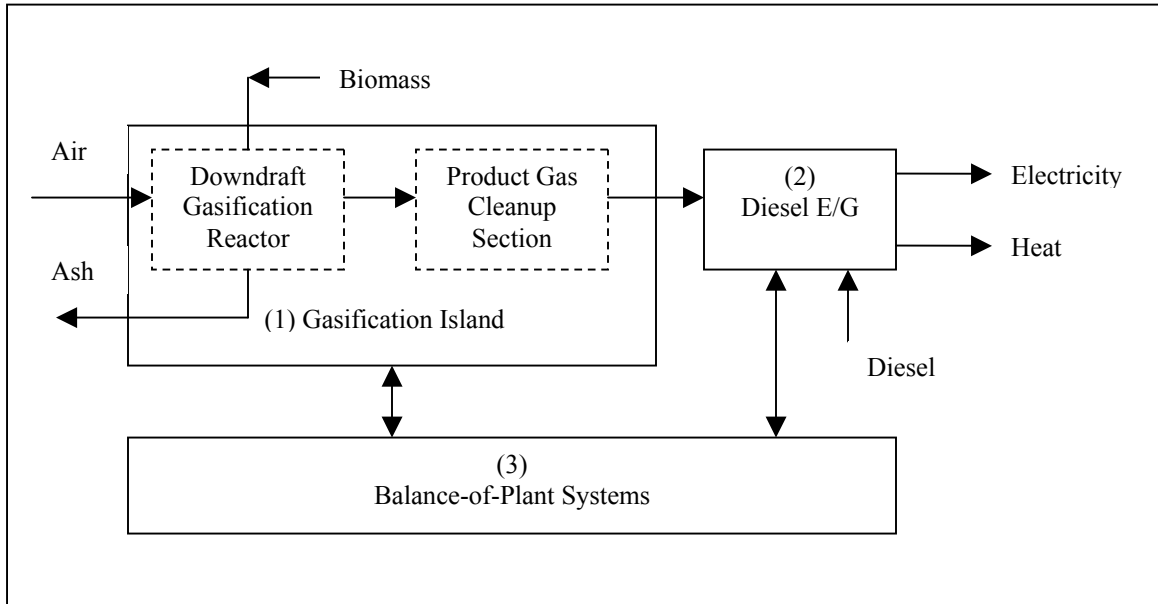 Biomass
Air
Downdraft
Gasification
Reactor
Product Gas
Cleanup
Section
(2)
Diesel E/G
Electricity
Heat
Ash
(1) Gasification Island
Diesel
(3)
Balance-of-Plant Systems